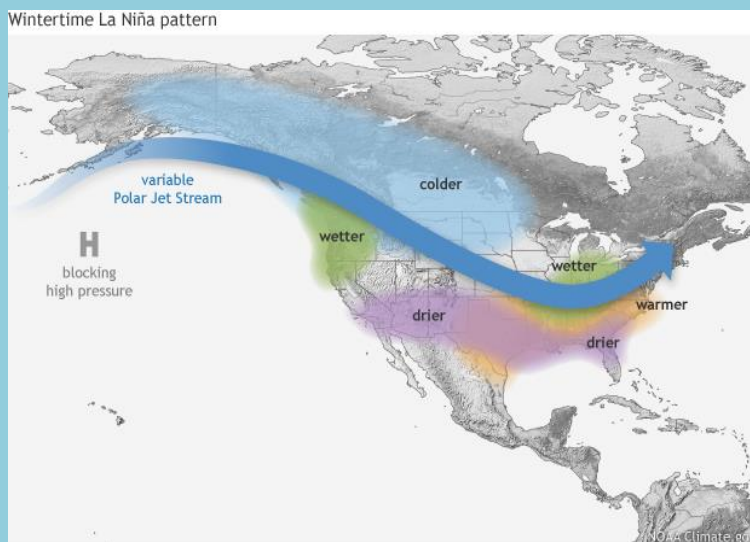 Wintertime La Niña pattern
variable
Polar Jet Stream
colder
H
blocking
high pressure
wetter
wetter
warmer
drier
drier
NOAA Climate.go